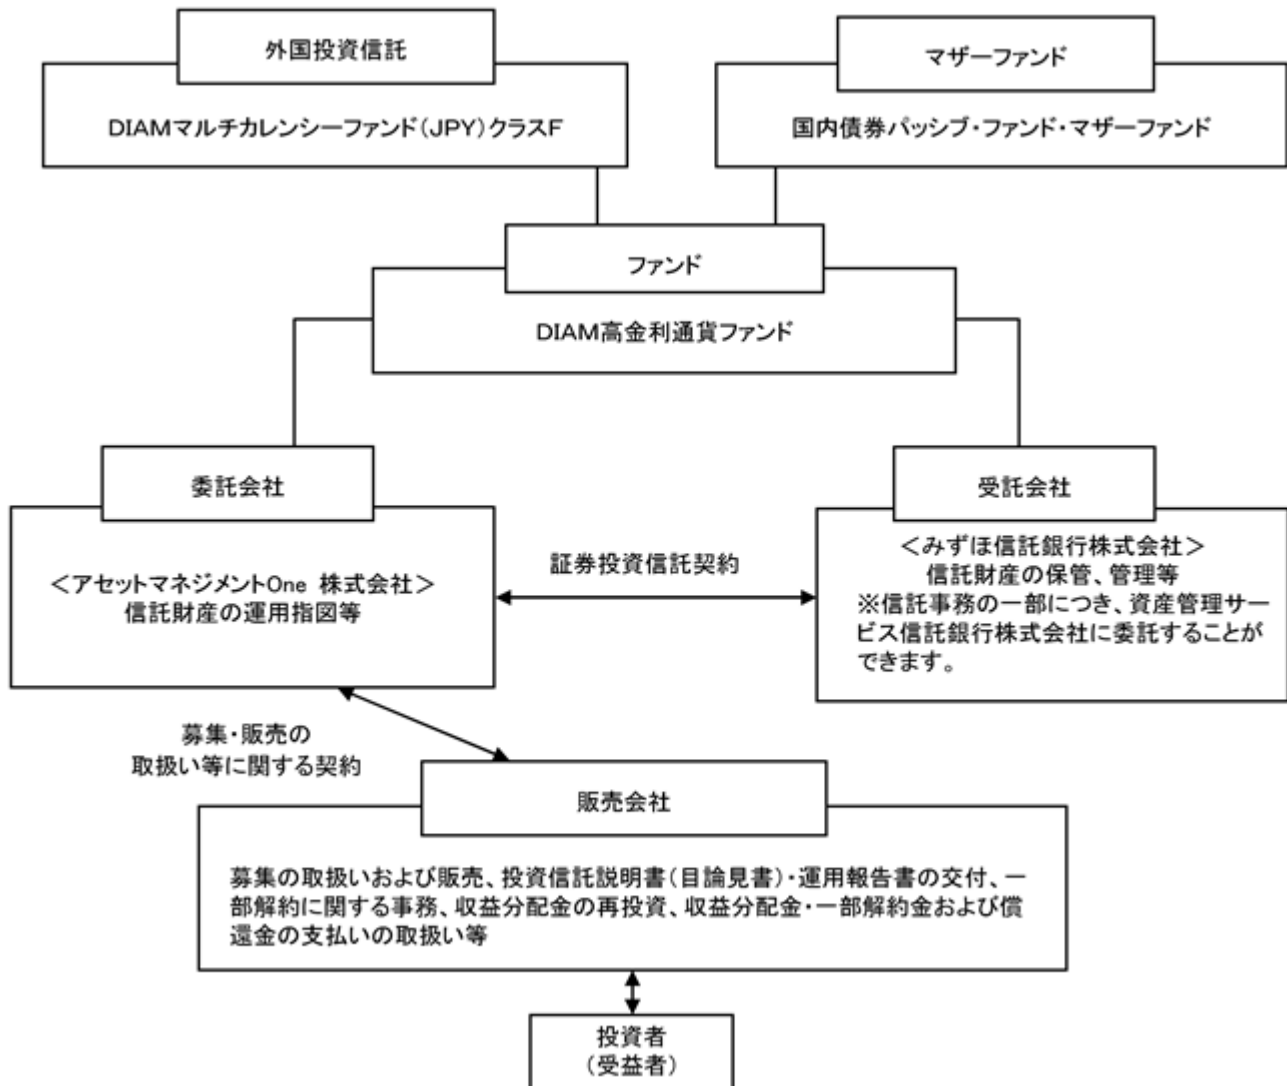 外国投資信託
マザーファンド
DIAMマルチカレンシーファンド(JPY)クラスF
国内債券パッシブ・ファンド・マザーファンド
ファンド
DIAM高金利通貨ファンド
委託会社
受託会社
<アセットマネジメントOne 株式会社>
信託財産の運用指図等
証券投資信託契約
<みずほ信託銀行株式会社>
信託財産の保管、管理等
※信託事務の一部につき、資産管理サー
ビス信託銀行株式会社に委託することが
できます。
募集・販売の
取扱い等に関する契約
販売会社
募集の取扱いおよび販売、投資信託説明書(目論見書)・運用報告書の交付、一
部解約に関する事務、収益分配金の再投資、収益分配金・一部解約金および償
還金の支払いの取扱い等
投資者
(受益者)